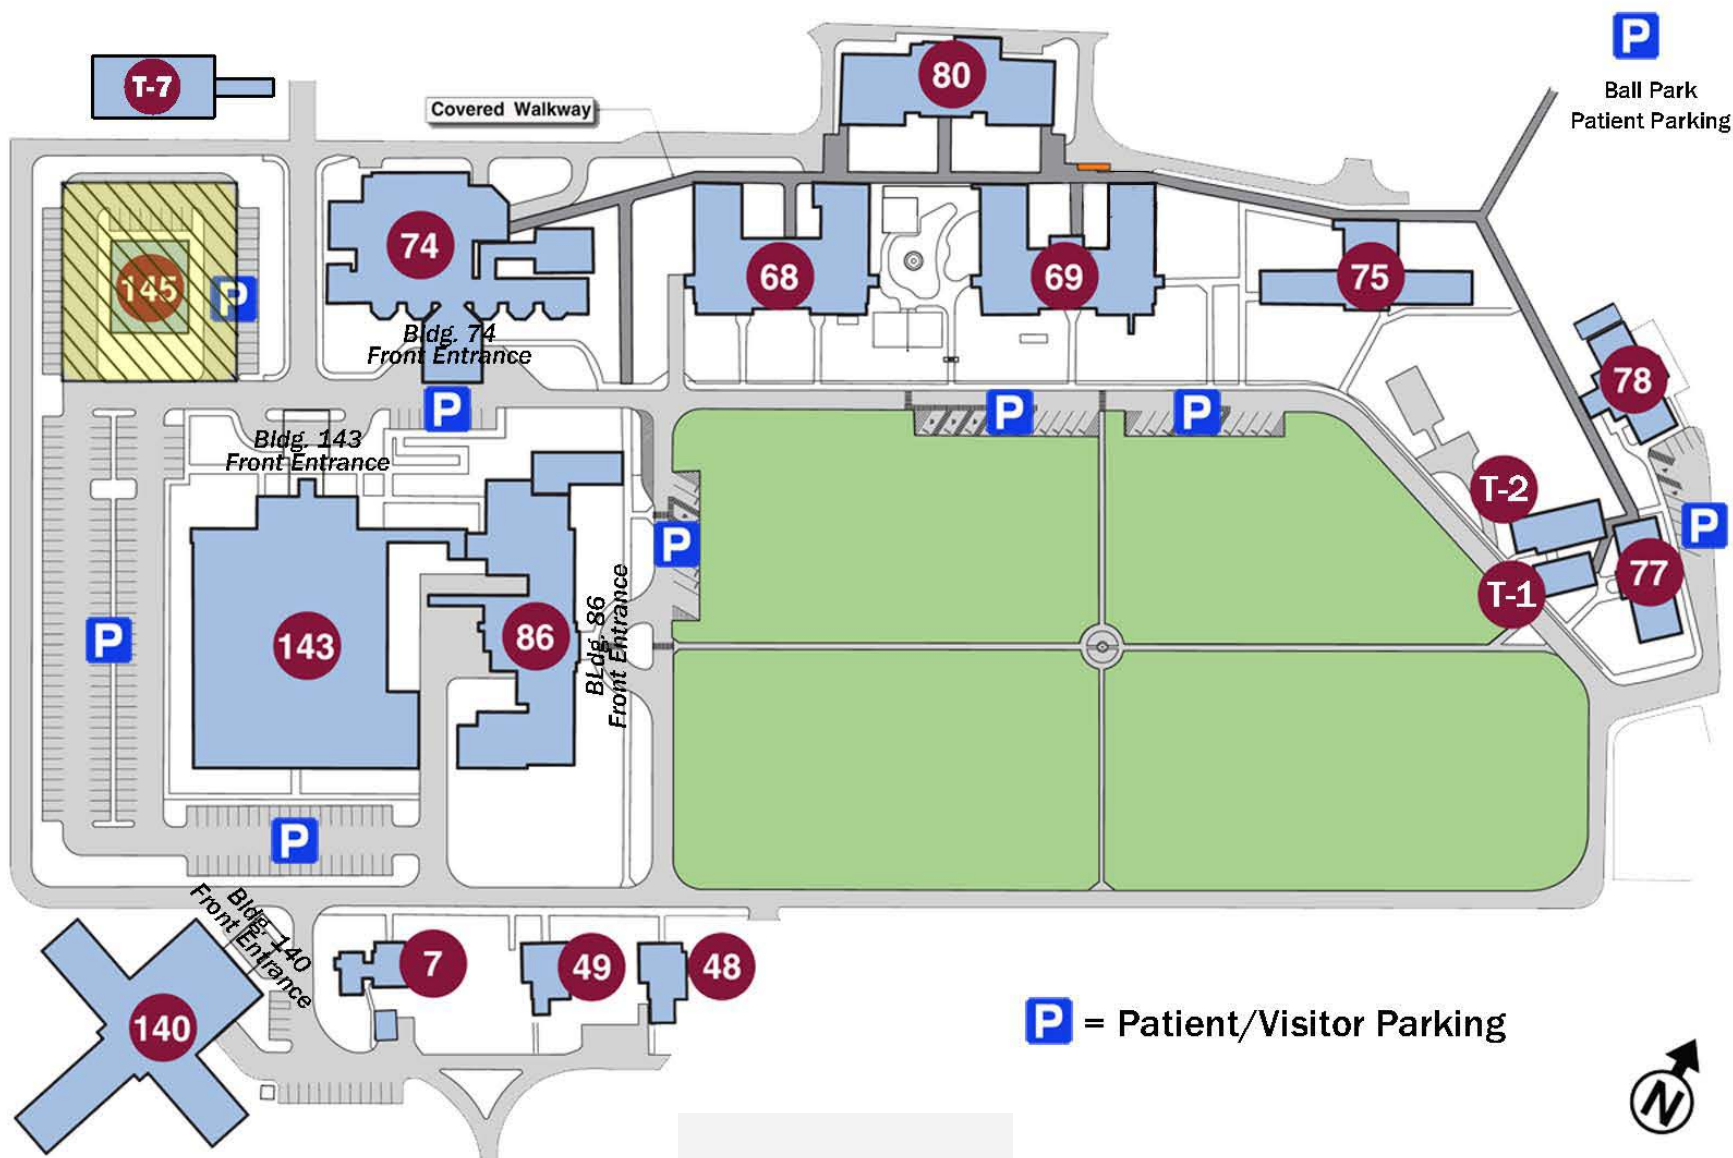 P
Ball Park
Patient Parking
T-7
80
Covered Walkway
145
P
74
68
69
75
78
Bldg. 74
Front Entrance
P
P
P
Bldg. 143
Front Entrance
T-2
P
P
77
T-1
143
86
Bldg. 86
Front Entrance
P
P
Bldg. 140
Front Entrance
140
7
49
48
P = Patient/Visitor Parking
N